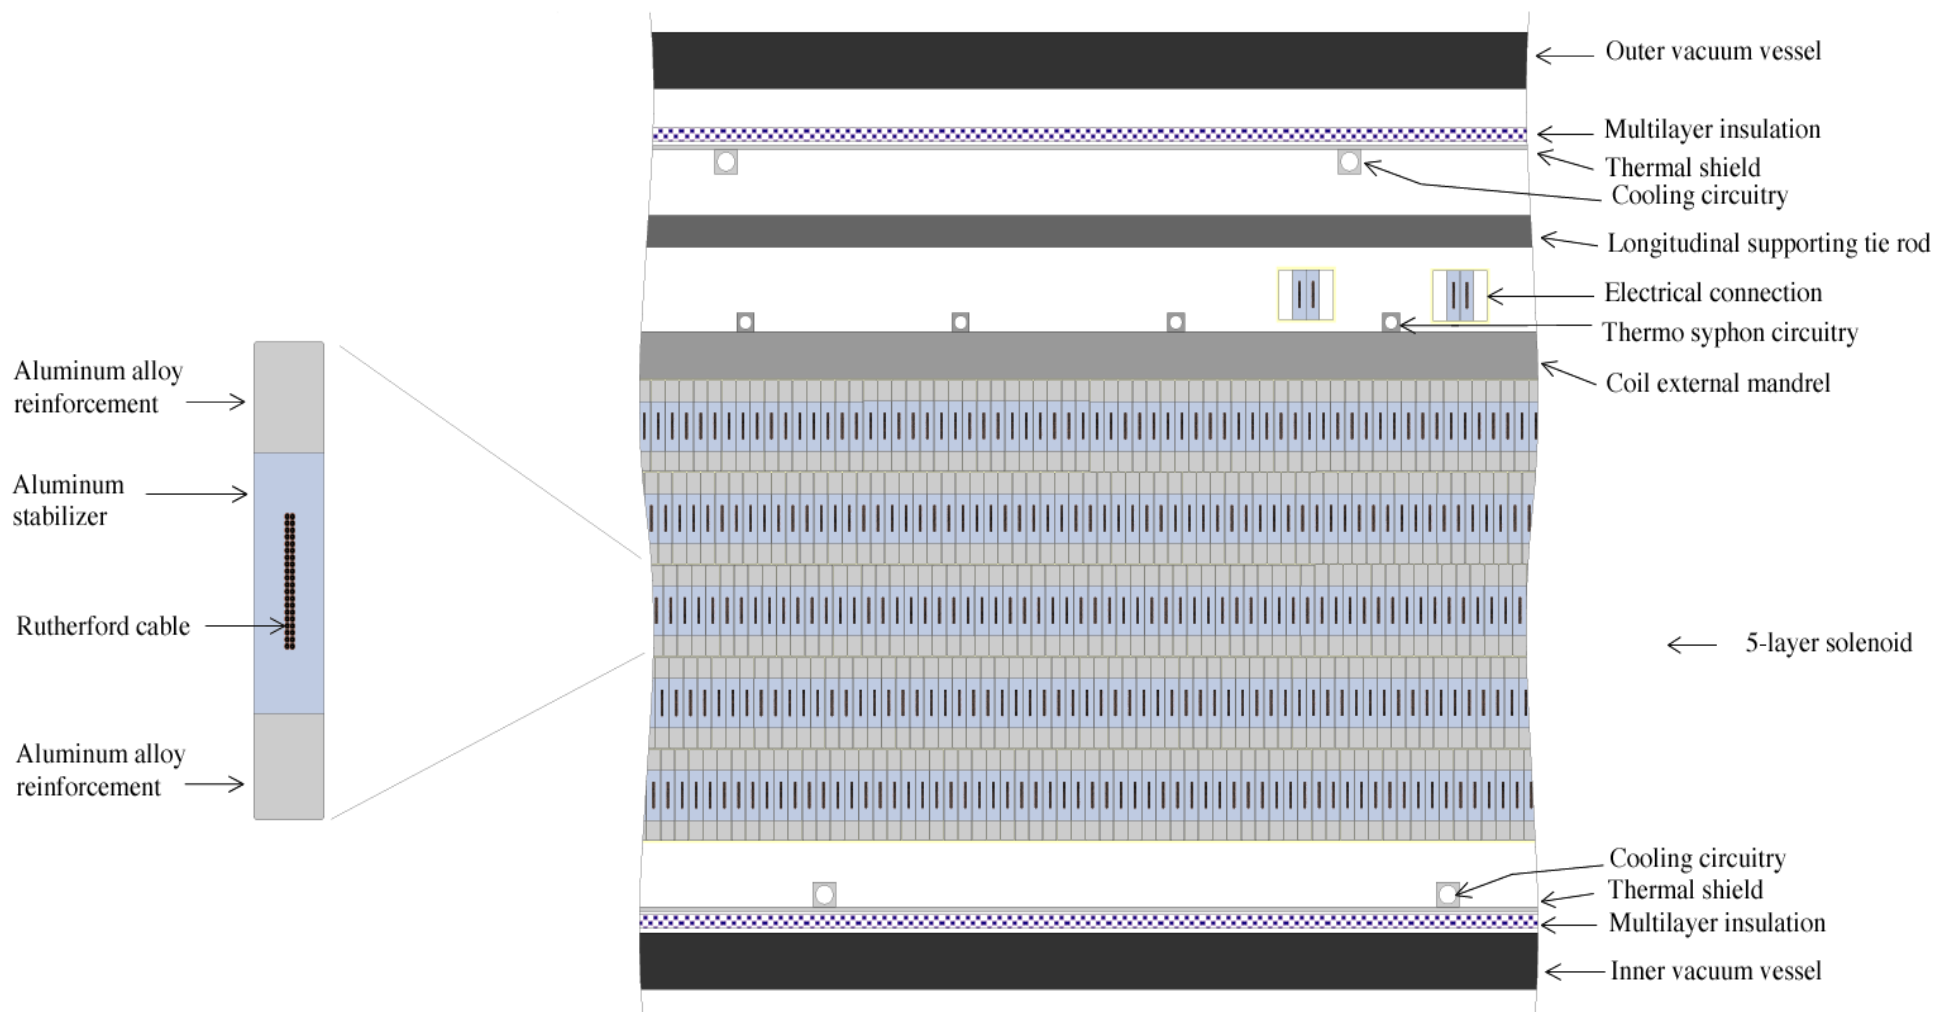 Outer vacuum vessel
Multilayer insulation
Thermal shield
Cooling circuitry
Longitudinal supporting tie rod
Electrical connection
Thermo syphon circuitry
Coil external mandrel
Aluminum alloy
reinforcement
Aluminum
stabilizer
Rutherford cable
Aluminum alloy
reinforcement
5-layer solenoid
Cooling circuitry
Thermal shield
Multilayer insulation
Inner vacuum vessel